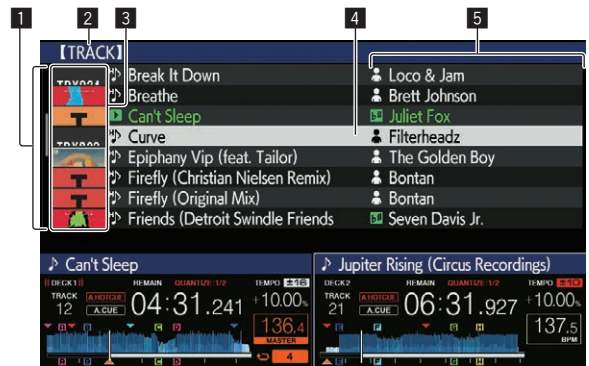 1 2 3 4 5
【TRACK】
Break It Down Loco & Jam
Breathe Brett Johnson
Can't Sleep Juliet Fox
Curve Filterheadz
Epiphany Vip (feat. Tailor) The Golden Boy
Firefly (Christian Nielsen Remix) Bontan
Firefly (Original Mix) Bontan
Friends (Detroit Swindle Friends Seven Davis Jr.
♪ Can't Sleep
DECK1 REMAIN QUANTIZE:1/2 TEMPO ±16
TRACK 12 A.HOTCUE A.CUE 04:31.241 +10.00%
136.4
MASTER
4
♪ Jupiter Rising (Circus Recordings)
DECK2 REMAIN QUANTIZE:1/2 TEMPO ±10
TRACK 21 A.HOTCUE A.CUE 06:31.927 +10.00%
137.5
BPM